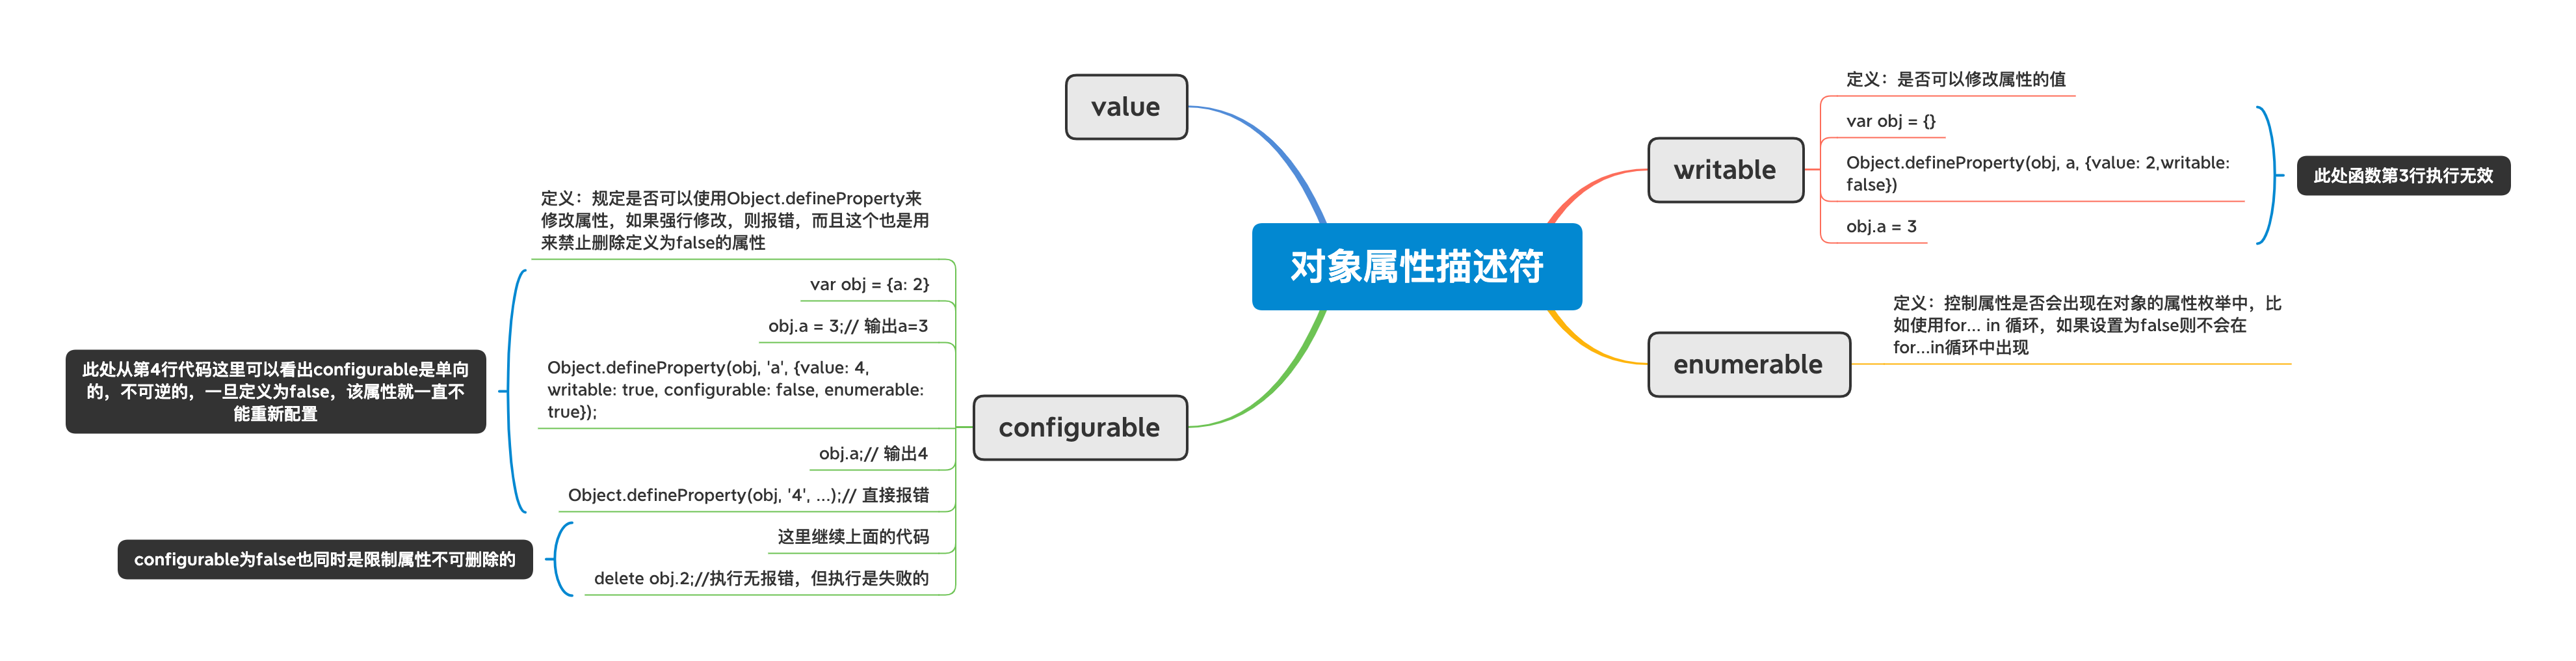 对象属性描述符
value
writable
定义：是否可以修改属性的值
var obj = {}
Object.defineProperty(obj, a, {value: 2,writable:
false})
obj.a = 3
此处函数第3行执行无效
enumerable
定义：控制属性是否会出现在对象的属性枚举中，比
如使用for... in 循环，如果设置为false则不会在
for...in循环中出现
configurable
定义：规定是否可以使用Object.defineProperty来
修改属性，如果强行修改，则报错，而且这个也是用
来禁止删除定义为false的属性
var obj = {a: 2}
obj.a = 3;// 输出a=3
Object.defineProperty(obj, 'a', {value: 4,
writable: true, configurable: false, enumerable:
true});
obj.a;// 输出4
Object.defineProperty(obj, '4', ...);// 直接报错
此处从第4行代码这里可以看出configurable是单向
的，不可逆的，一旦定义为false，该属性就一直不
能重新配置
这里继续上面的代码
delete obj.2;//执行无报错，但执行是失败的
configurable为false也同时是限制属性不可删除的